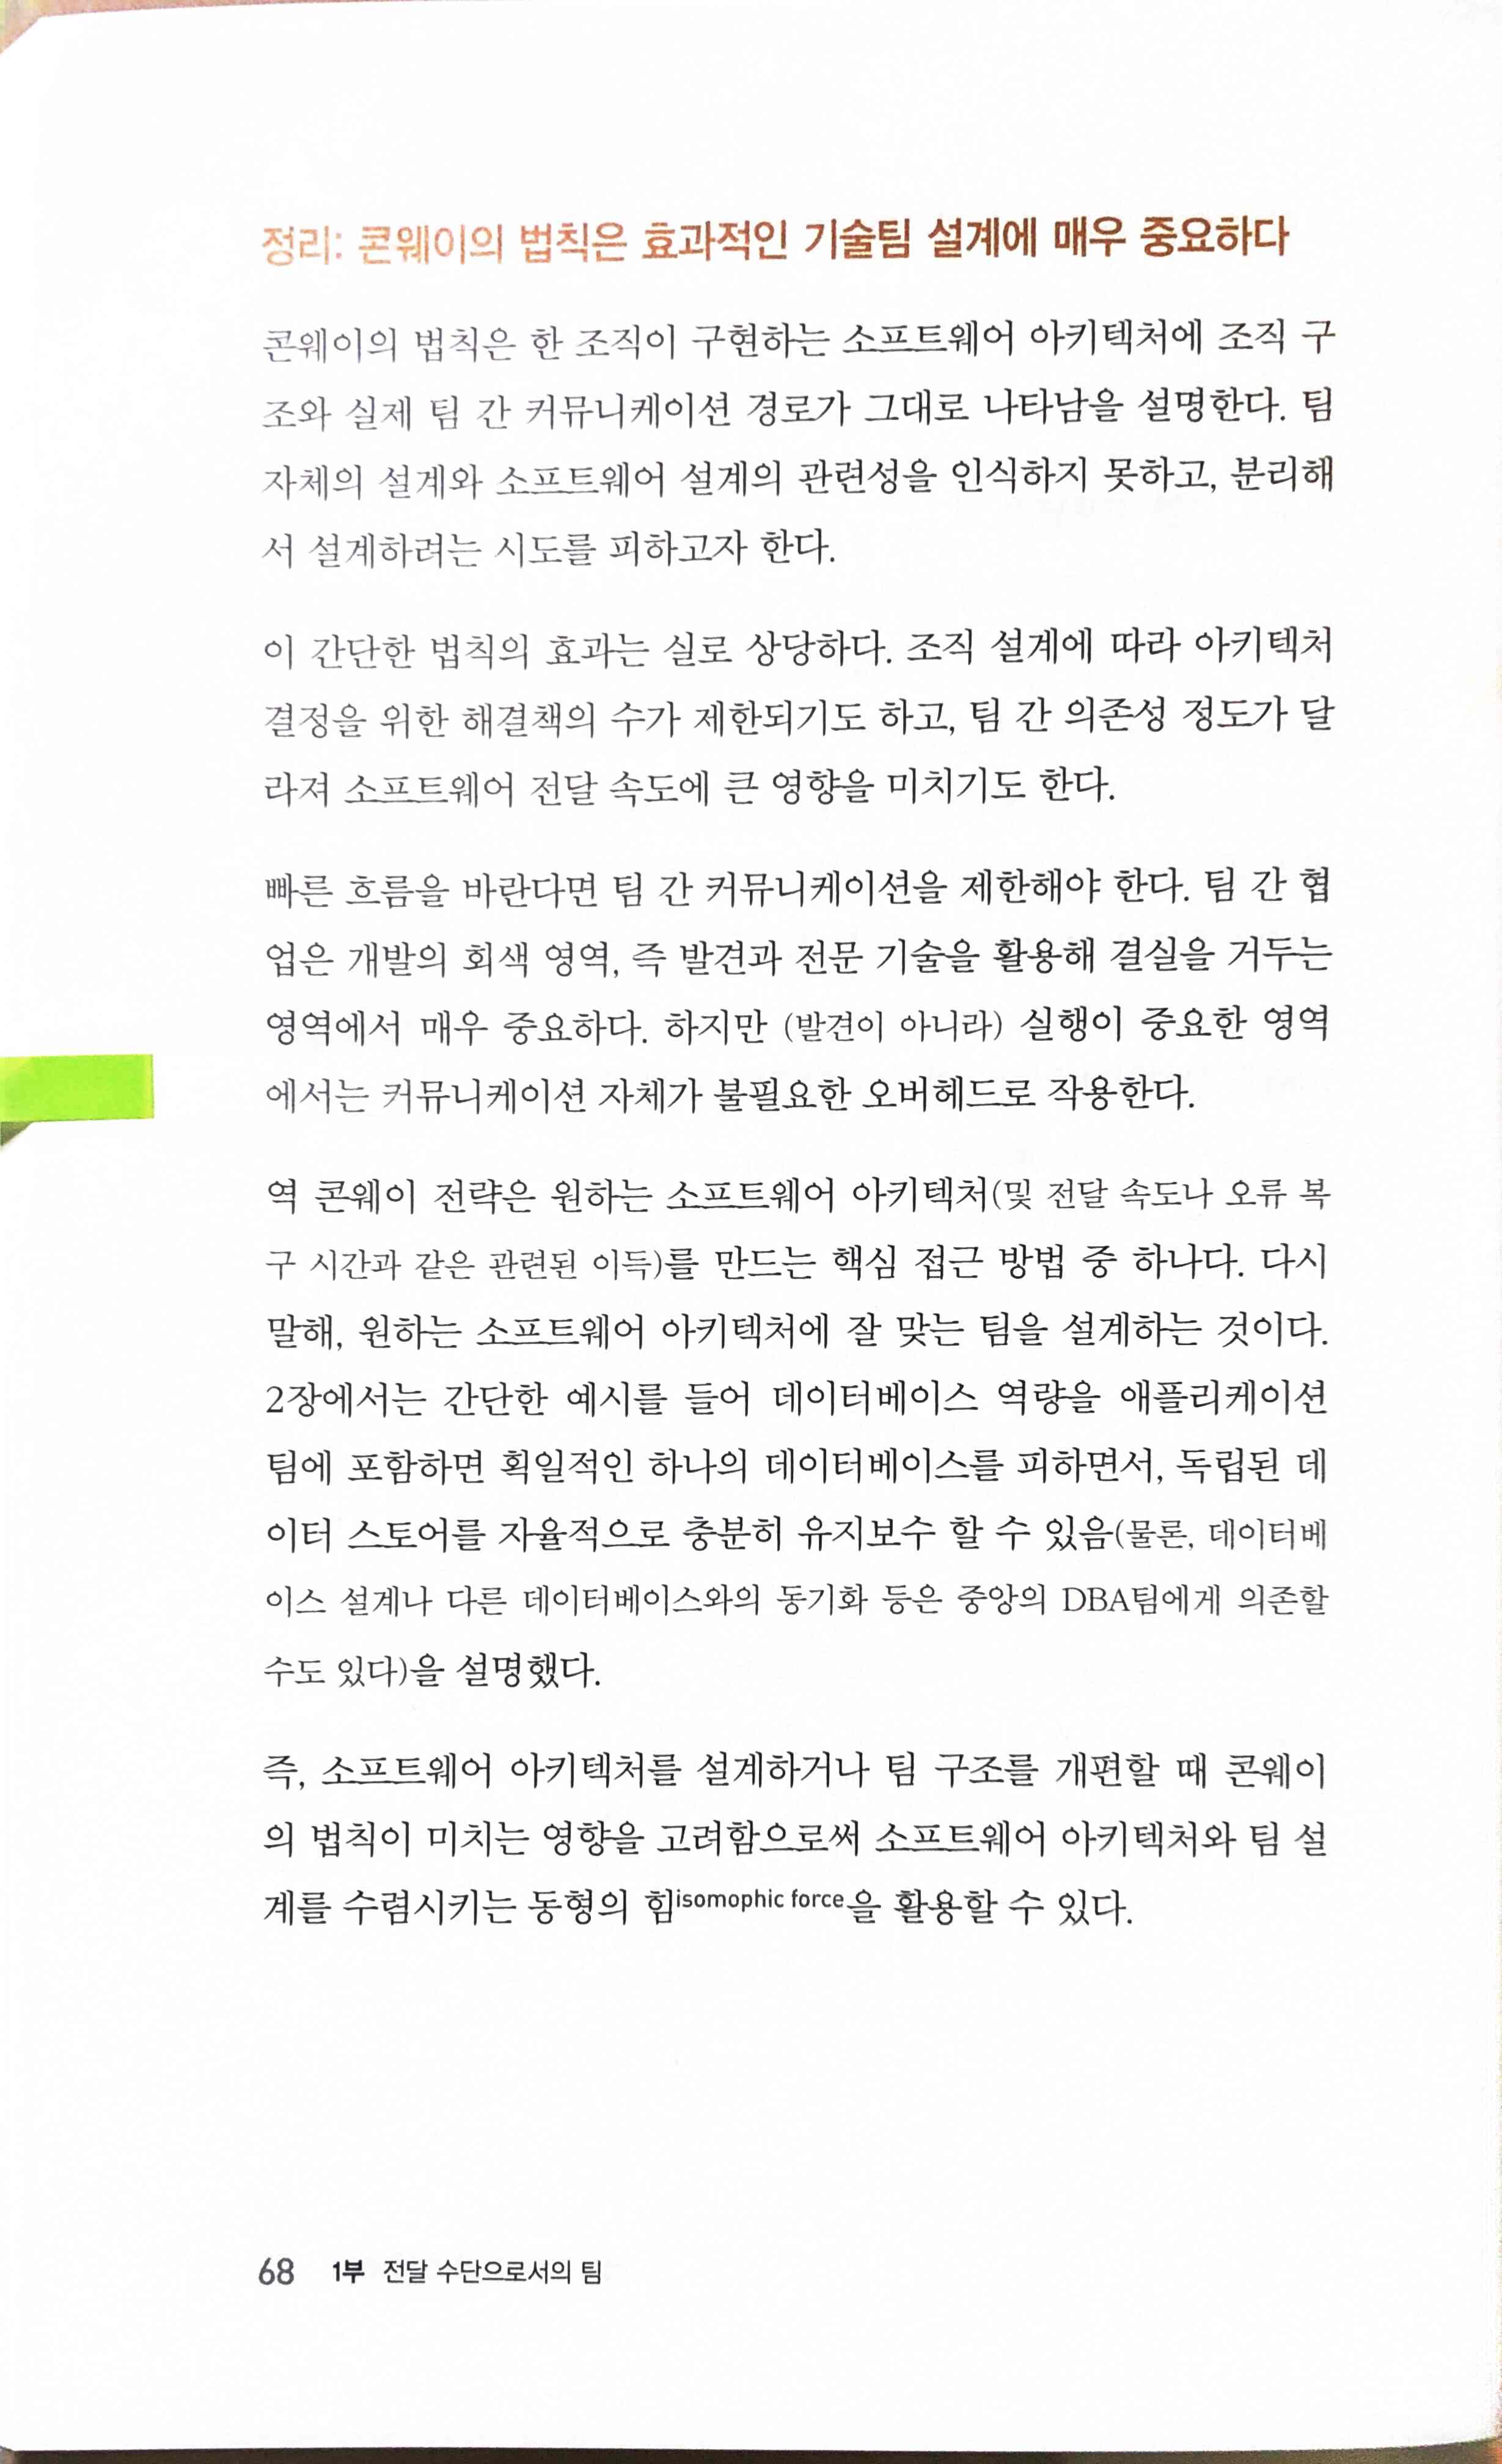 정리: 콘웨이의 법칙은 효과적인 기술팀 설계에 매우 중요하다
콘웨이의 법칙은 한 조직이 구현하는 소프트웨어 아키텍처에 조직 구
조와 실제 팀 간 커뮤니케이션 경로가 그대로 나타남을 설명한다. 팀
자체의 설계와 소프트웨어 설계의 관련성을 인식하지 못하고, 분리해
서 설계하려는 시도를 피하고자 한다.
이 간단한 법칙의 효과는 실로 상당하다. 조직 설계에 따라 아키텍처
결정을 위한 해결책의 수가 제한되기도 하고, 팀 간 의존성 정도가 달
라져 소프트웨어 전달 속도에 큰 영향을 미치기도 한다.
빠른 흐름을 바란다면 팀 간 커뮤니케이션을 제한해야 한다. 팀 간 협
업은 개발의 회색 영역, 즉 발견과 전문 기술을 활용해 결실을 거두는
영역에서 매우 중요하다. 하지만 (발견이 아니라) 실행이 중요한 영역
에서는 커뮤니케이션 자체가 불필요한 오버헤드로 작용한다.
역 콘웨이 전략은 원하는 소프트웨어 아키텍처(및 전달 속도나 오류 복
구 시간과 같은 관련된 이득)를 만드는 핵심 접근 방법 중 하나다. 다시
말해, 원하는 소프트웨어 아키텍처에 잘 맞는 팀을 설계하는 것이다.
2장에서는 간단한 예시를 들어 데이터베이스 역량을 애플리케이션
팀에 포함하면 획일적인 하나의 데이터베이스를 피하면서, 독립된 데
이터 스토어를 자율적으로 충분히 유지보수 할 수 있음(물론, 데이터베
이스 설계나 다른 데이터베이스와의 동기화 등은 중앙의 DBA팀에게 의존할
수도 있다)을 설명했다.
즉, 소프트웨어 아키텍처를 설계하거나 팀 구조를 개편할 때 콘웨이
의 법칙이 미치는 영향을 고려함으로써 소프트웨어 아키텍처와 팀 설
계를 수렴시키는 동형의 힘isomophic force을 활용할 수 있다.
68 1부 전달 수단으로서의 팀